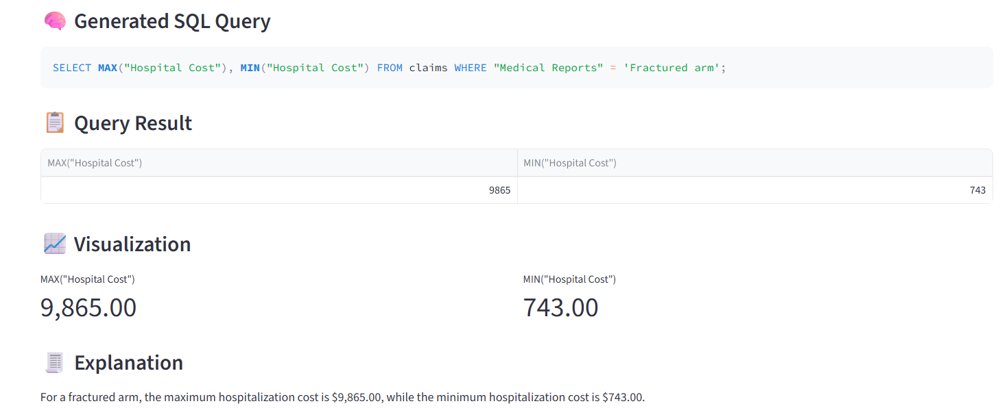 Generated SQL Query
SELECT MAX("Hospital Cost"), MIN("Hospital Cost") FROM claims WHERE "Medical Reports" = 'Fractured arm';
Query Result
MAX("Hospital Cost") MIN("Hospital Cost")
9865 743
Visualization
MAX("Hospital Cost") MIN("Hospital Cost")
9,865.00 743.00
Explanation
For a fractured arm, the maximum hospitalization cost is $9,865.00, while the minimum hospitalization cost is $743.00.